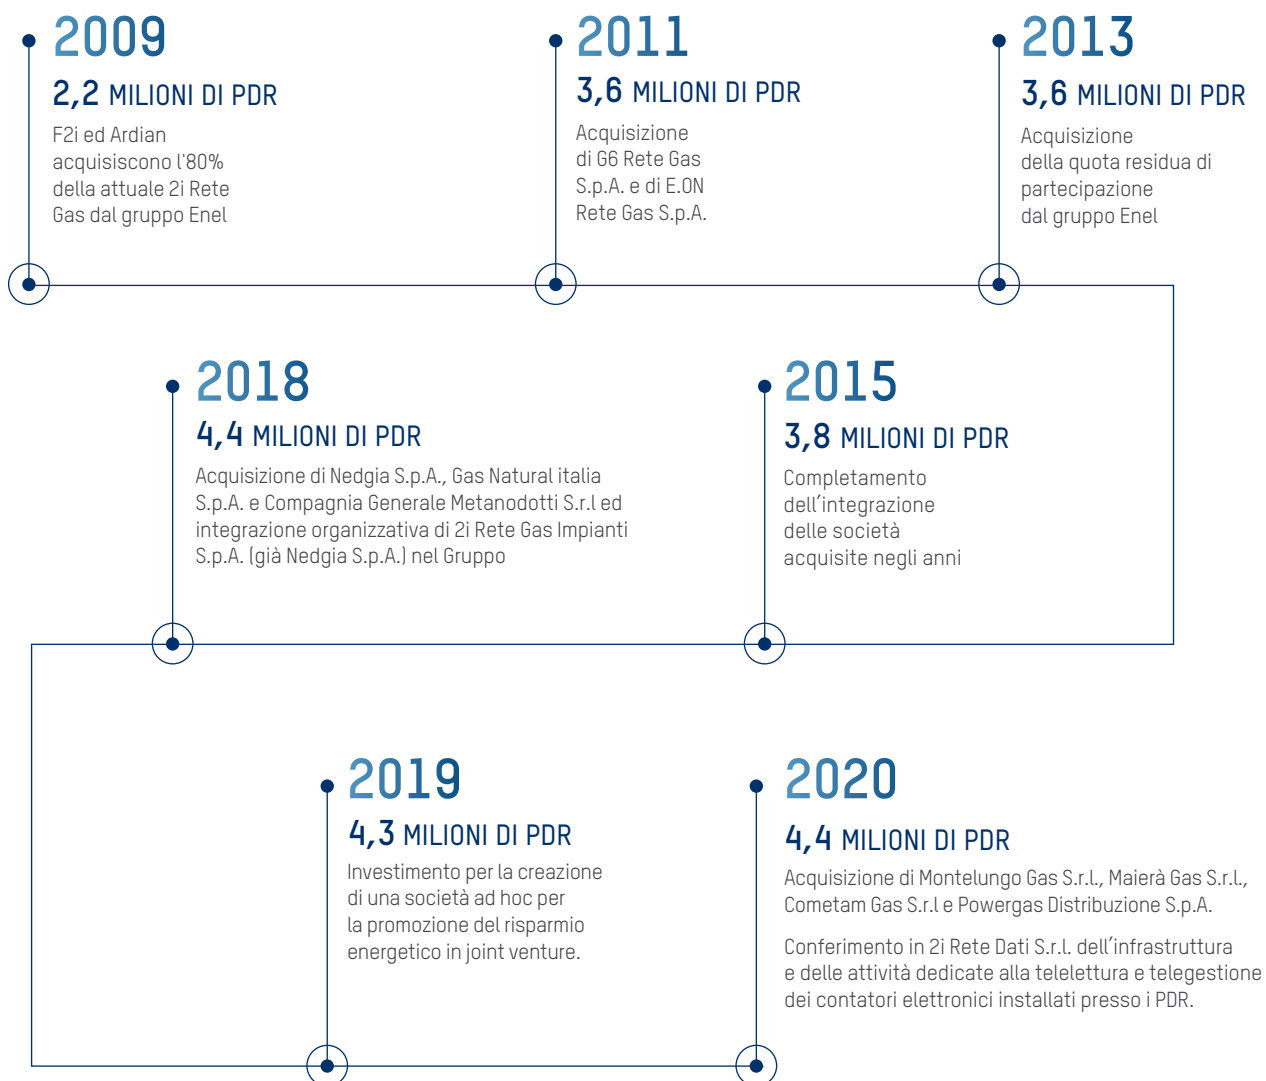 2009
2,2 MILIONI DI PDR
F2i ed Ardian
acquisiscono l'80%
della attuale 2i Rete
Gas dal gruppo Enel
2011
3,6 MILIONI DI PDR
Acquisizione
di G6 Rete Gas
S.p.A. e di E.ON
Rete Gas S.p.A.
2013
3,6 MILIONI DI PDR
Acquisizione
della quota residua di
partecipazione
dal gruppo Enel
2015
3,8 MILIONI DI PDR
Completamento
dell’integrazione
delle società
acquisite negli anni
2018
4,4 MILIONI DI PDR
Acquisizione di Nedgia S.p.A., Gas Natural italia
S.p.A. e Compagnia Generale Metanodotti S.r.l ed
integrazione organizzativa di 2i Rete Gas Impianti
S.p.A. (già Nedgia S.p.A.) nel Gruppo
2019
4,3 MILIONI DI PDR
Investimento per la creazione
di una società ad hoc per
la promozione del risparmio
energetico in joint venture.
2020
4,4 MILIONI DI PDR
Acquisizione di Montelungo Gas S.r.l., Maierà Gas S.r.l.,
Cometam Gas S.r.l e Powergas Distribuzione S.p.A.
Conferimento in 2i Rete Dati S.r.l. dell’infrastruttura
e delle attività dedicate alla telelettura e telegestione
dei contatori elettronici installati presso i PDR.